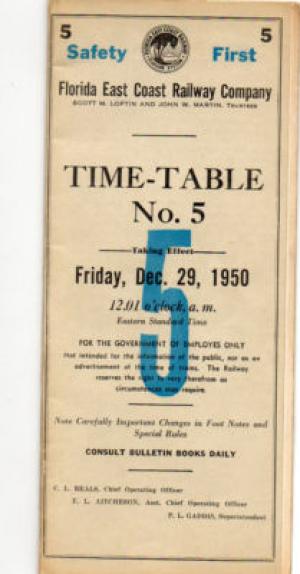 5 5
Safety First
Florida East Coast Railway Company
SCOTT M. LOFTIN AND JOHN W. MARTIN, TRUSTEES
TIME-TABLE
No. 5
5
Taking Effect
Friday, Dec. 29, 1950
12.01 o'clock, a. m.
Eastern Standard Time
FOR THE GOVERNMENT OF EMPLOYES ONLY
Not intended for the information of the public, nor as an
advertisement of the time of trains. The Railway
reserves the right to vary therefrom as
circumstances may require.
Note Carefully Important Changes in Foot Notes and
Special Rules
CONSULT BULLETIN BOOKS DAILY
C. L. BEALS, Chief Operating Officer
E. L. AITCHERON, Asst. Chief Operating Officer
P. L. GADDIS, Superintendent